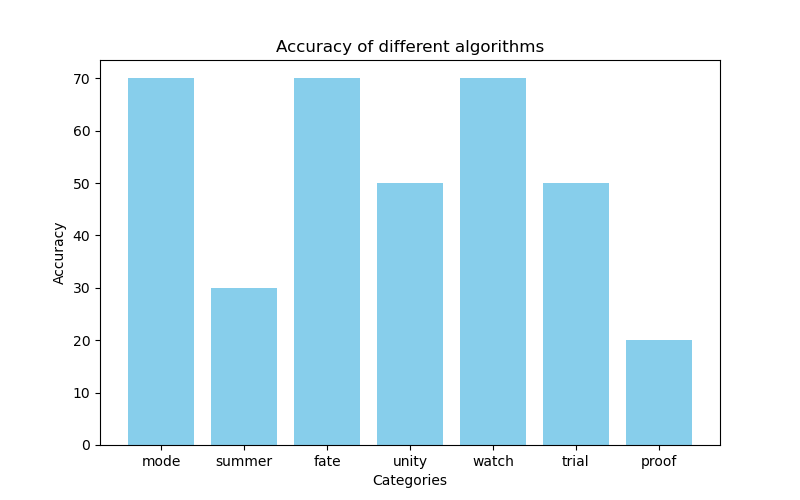 Accuracy of different algorithms
Accuracy
70
60
50
40
30
20
10
0
mode summer fate unity watch trial proof
Categories